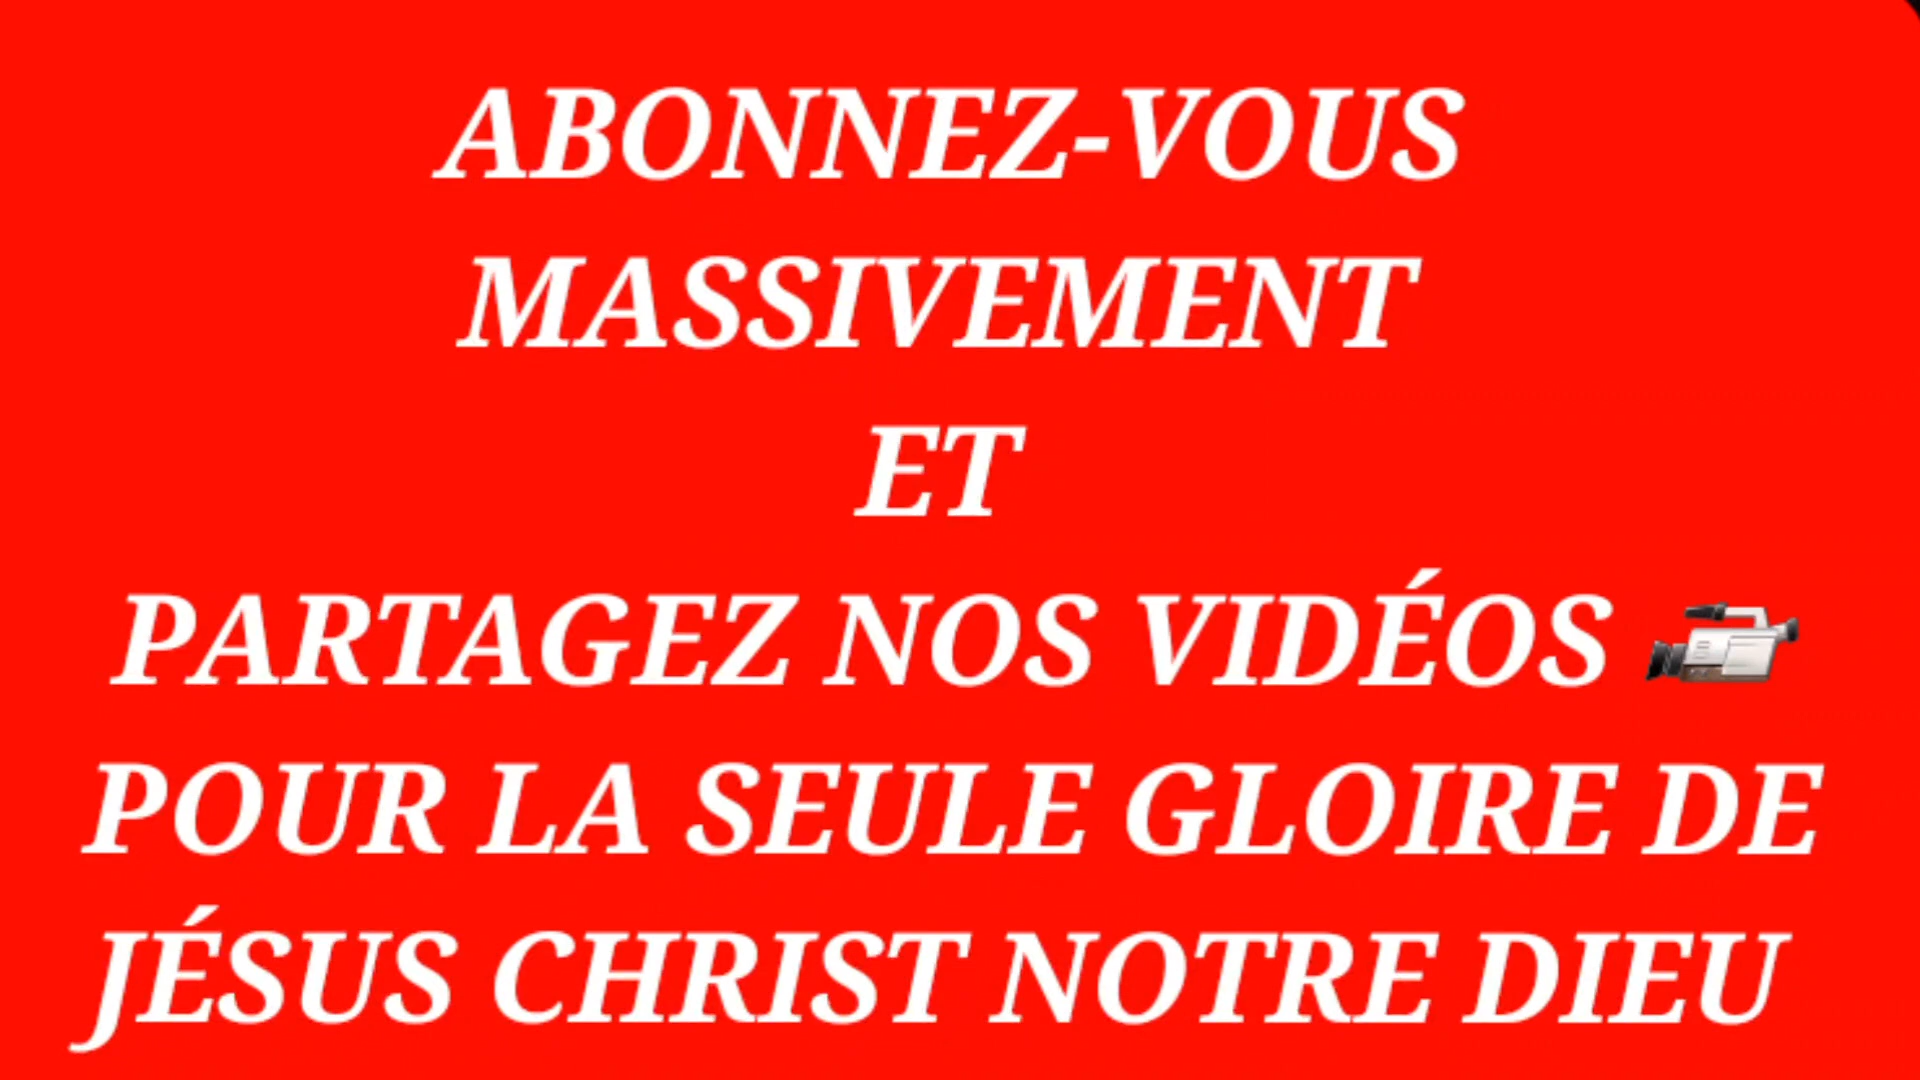 ABONNEZ-VOUS
MASSIVEMENT
ET
PARTAGEZ NOS VIDÉOS
POUR LA SEULE GLOIRE DE
JÉSUS CHRIST NOTRE DIEU